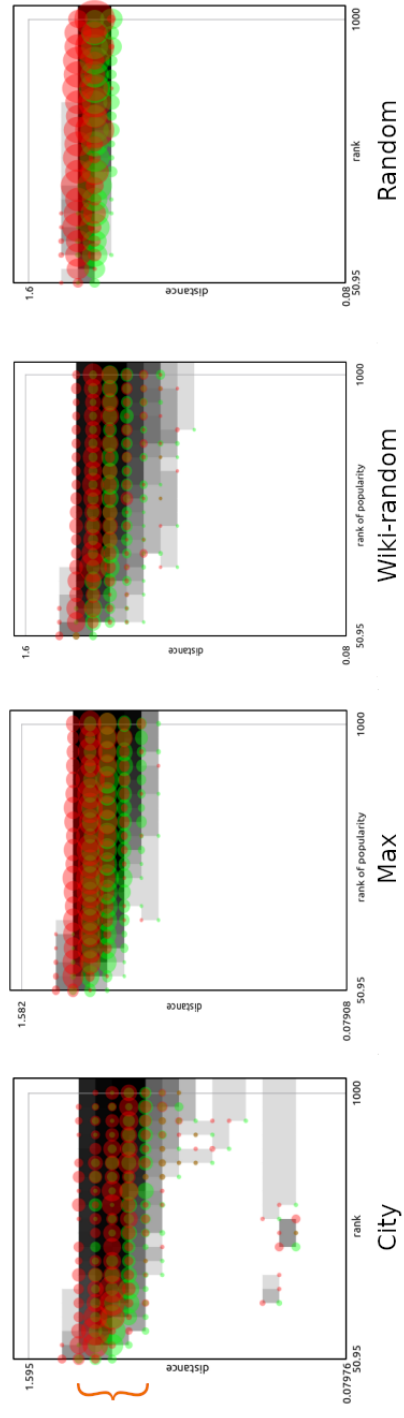 1.6
distance
0.08
50.95
rank
1000
Random
1.6
distance
0.08
50.95
rank of popularity
1000
Wiki-random
1.582
distance
0.07908
50.95
rank of popularity
1000
Max
1.595
distance
0.07976
50.95
rank
1000
City